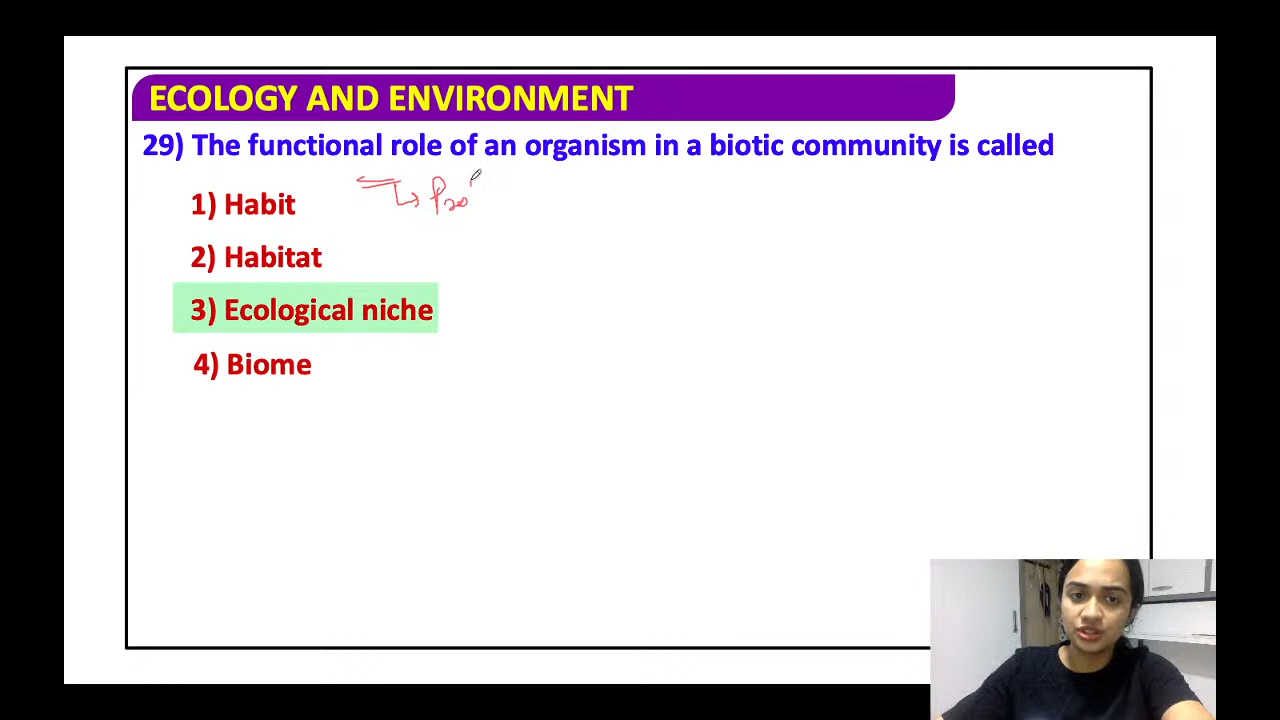 ECOLOGY AND ENVIRONMENT
29) The functional role of an organism in a biotic community is called
1) Habit
2) Habitat
3) Ecological niche
4) Biome